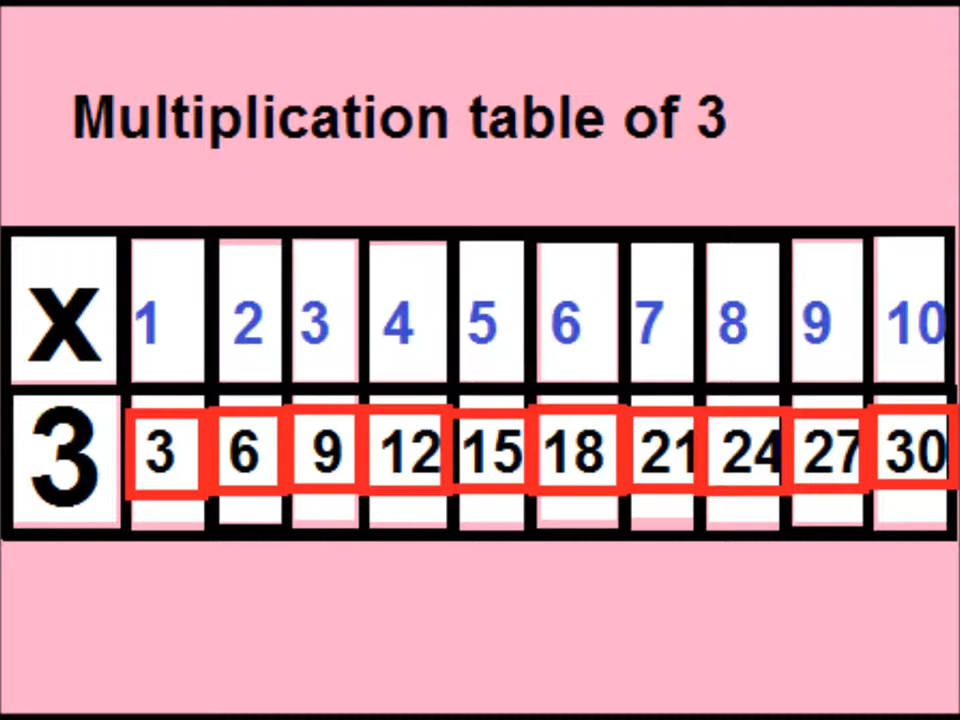 Multiplication table of 3
x 1 2 3 4 5 6 7 8 9 10
3 3 6 9 12 15 18 21 24 27 30